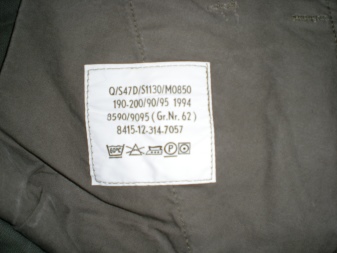 Q/S47D/S1130/M0850
190-200/90/95 1994
8590/9095 (Gr.Nr. 62)
8415-12-314-7057